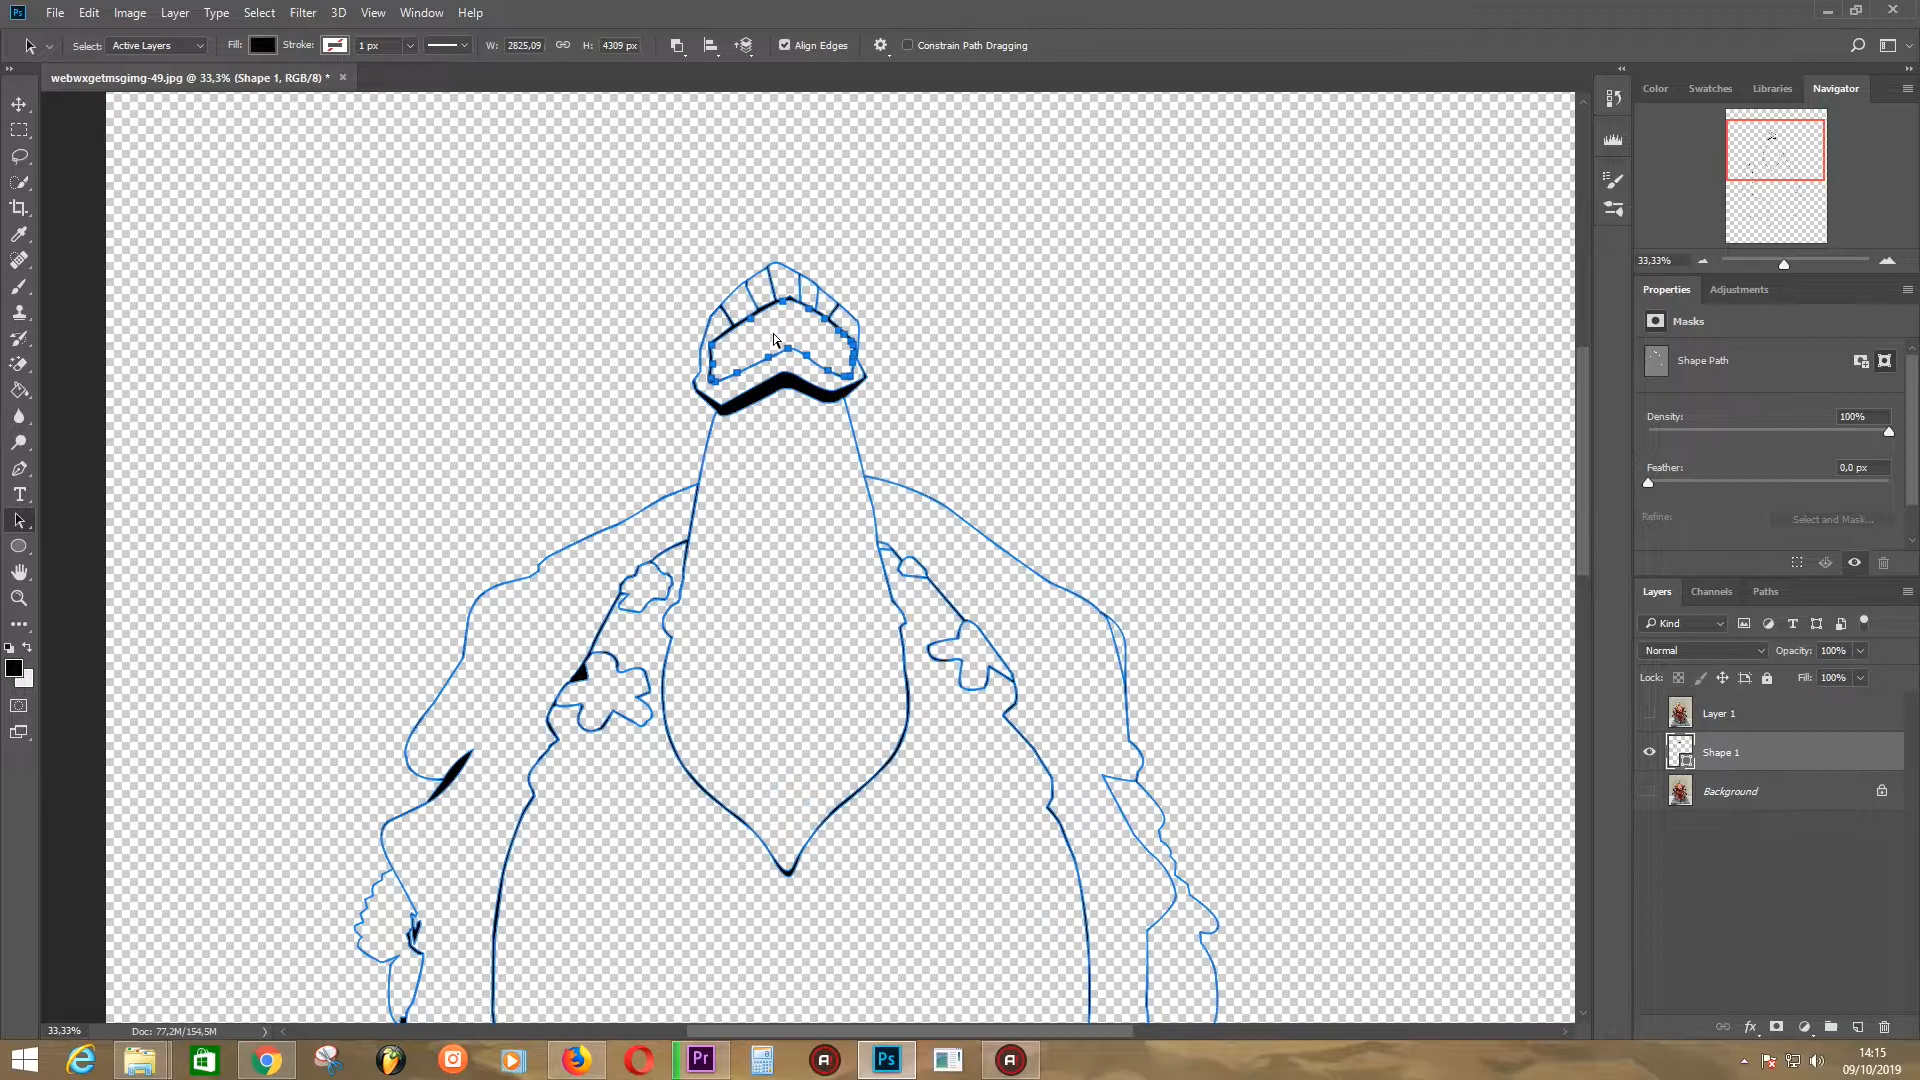 Ps File Edit Image Layer Type Select Filter 3D View Window Help
Select: Active Layers Fill: Stroke: 1 px W: 2825,09 H: 4309 px Align Edges Constrain Path Dragging
webwxgetmsgimg-49.jpg @ 33,3% (Shape 1, RGB/8) *
Color Swatches Libraries Navigator
33,33%
Properties Adjustments
Masks
Shape Path
Density: 100%
Feather: 0,0 px
Refine: Select and Mask...
Layers Channels Paths
Kind
Normal Opacity: 100%
Lock: Fill: 100%
Layer 1
Shape 1
Background
33,33% Doc: 77,2M/154,5M
Pr Ps
14:15
09/10/2019